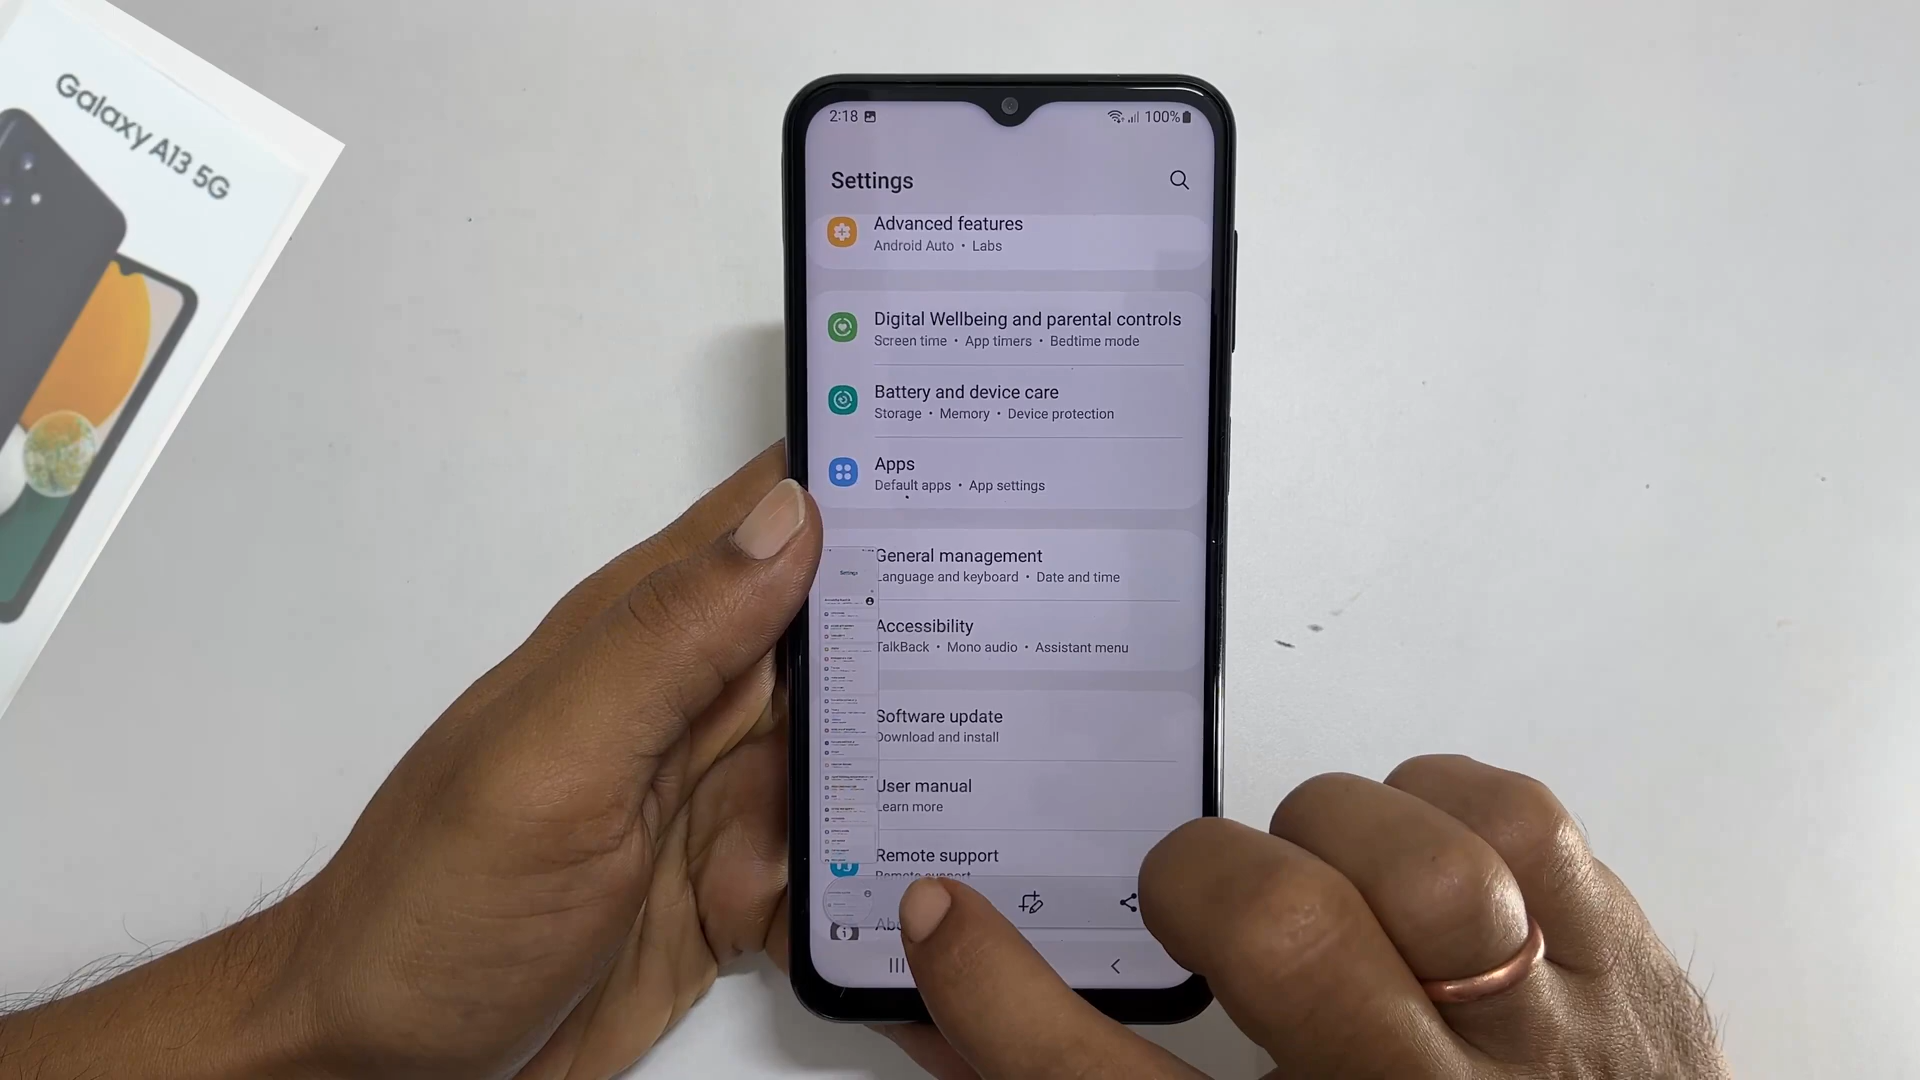 Galaxy A13 5G
2:18
100%
Settings
Advanced features
Android Auto • Labs
Digital Wellbeing and parental controls
Screen time • App timers • Bedtime mode
Battery and device care
Storage • Memory • Device protection
Apps
Default apps • App settings
General management
Language and keyboard • Date and time
Settings
Accessibility
TalkBack • Mono audio • Assistant menu
Software update
Download and install
User manual
Learn more
Remote support
Remote support